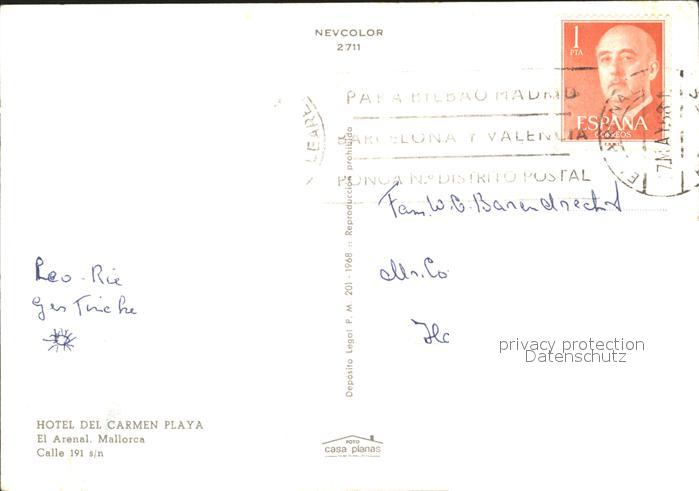 NEVCOLOR
2711
1
PTA
ESPAÑA
CORREOS
PARA BILBAO MADRID
BARCELONA Y VALENCIA
PONGA N.º DISTRITO POSTAL
Fam. W. G. Barendrecht
Leo - Rie
Ger Tineke
privacy protection
Datenschutz
Depósito Legal P. M. 201 - 1968 :: Reproducción prohibida
HOTEL DEL CARMEN PLAYA
El Arenal. Mallorca
Calle 191 s/n
FOTO
casa planas